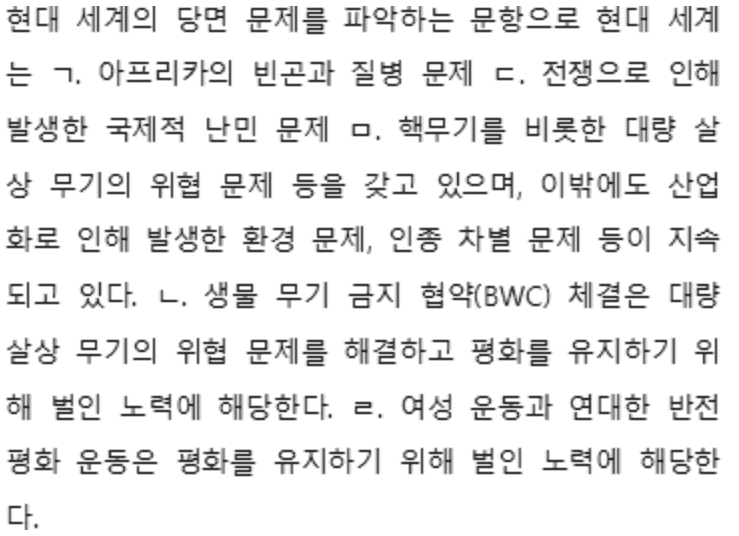 현대 세계의 당면 문제를 파악하는 문항으로 현대 세계
는 ㄱ. 아프리카의 빈곤과 질병 문제 ㄷ. 전쟁으로 인해
발생한 국제적 난민 문제 ㅁ. 핵무기를 비롯한 대량 살
상 무기의 위협 문제 등을 갖고 있으며, 이밖에도 산업
화로 인해 발생한 환경 문제, 인종 차별 문제 등이 지속
되고 있다. ㄴ. 생물 무기 금지 협약(BWC) 체결은 대량
살상 무기의 위협 문제를 해결하고 평화를 유지하기 위
해 벌인 노력에 해당한다. ㄹ. 여성 운동과 연대한 반전
평화 운동은 평화를 유지하기 위해 벌인 노력에 해당한
다.